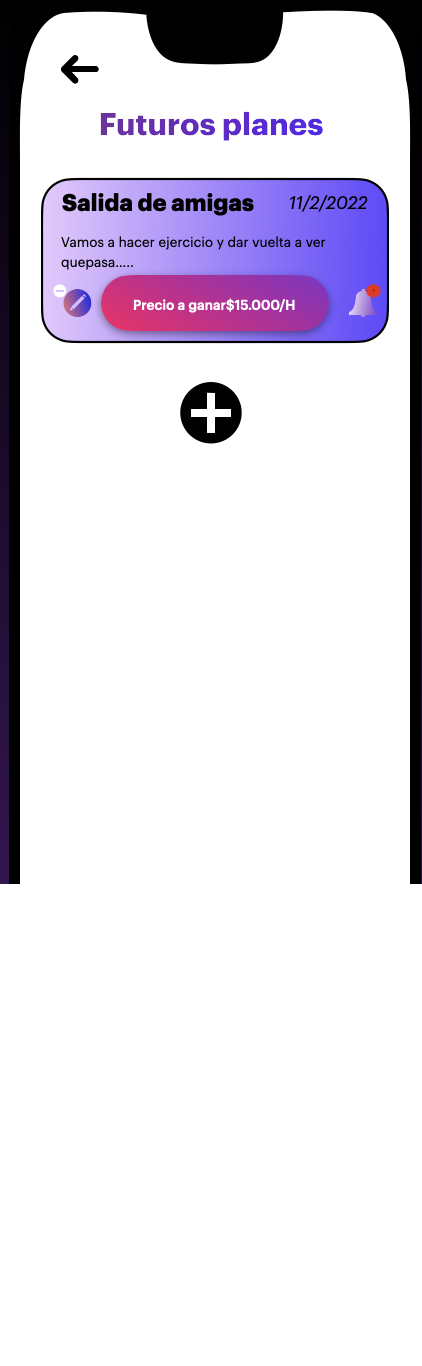 Futuros planes
Salida de amigas 11/2/2022
Vamos a hacer ejercicio y dar vuelta a ver
quepasa.....
Precio a ganar$15.000/H